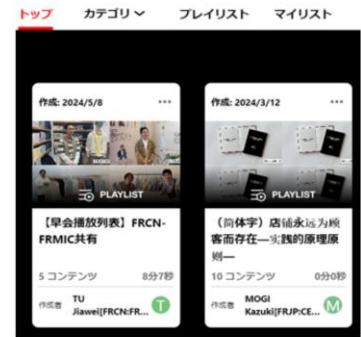 トップ カテゴリ プレイリスト マイリスト
作成: 2024/5/8 ...
PLAYLIST
【早会播放列表】FRCN-
FRMIC共有
5 コンテンツ 8分7秒
作成者 TU
Jiawei[FRCN:FR...
T
作成: 2024/3/12 ...
PLAYLIST
（简体字）店铺永远为顾
客而存在—实践的原理原
则—
10 コンテンツ 0分0秒
作成者 MOGI
Kazuki[FRJP:CE...
M